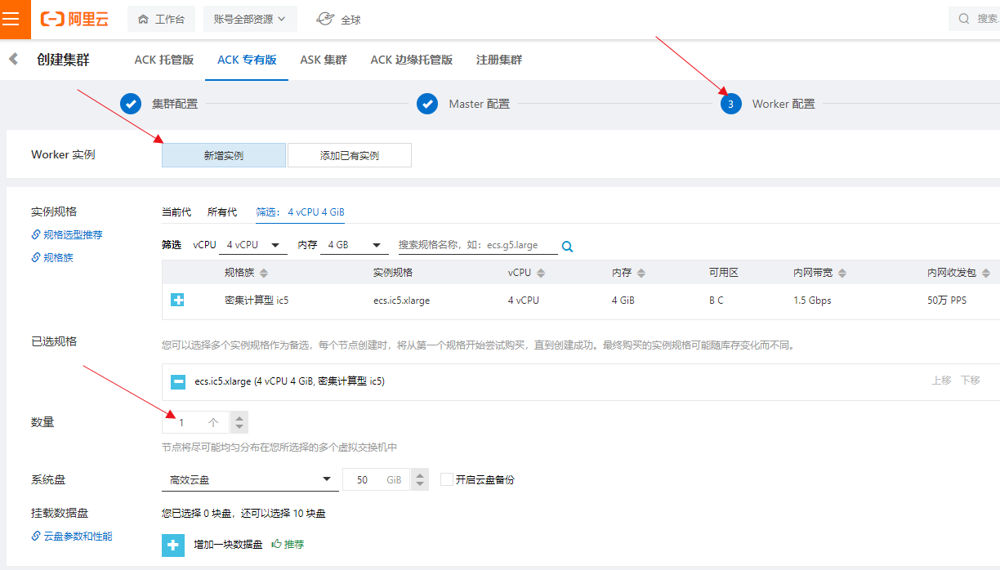 阿里云 工作台 账号全部资源 全球 搜索.
创建集群 ACK 托管版 ACK 专有版 ASK 集群 ACK 边缘托管版 注册集群
集群配置 Master 配置 3 Worker 配置
Worker 实例 新增实例 添加已有实例
实例规格 当前代 所有代 筛选: 4 vCPU 4 GiB
规格选型推荐
筛选 vCPU 4 vCPU 内存 4 GB 搜索规格名称，如：ecs.g5.large
规格族
规格族 实例规格 vCPU 内存 可用区 内网带宽 内网收发包
密集计算型 ic5 ecs.ic5.xlarge 4 vCPU 4 GiB B C 1.5 Gbps 50万 PPS
已选规格 您可以选择多个实例规格作为备选，每个节点创建时，将从第一个规格开始尝试购买，直到创建成功。最终购买的实例规格可能随库存变化而不同。
ecs.ic5.xlarge (4 vCPU 4 GiB, 密集计算型 ic5) 上移 下移
数量 1 个
节点将尽可能均匀分布在您所选择的多个虚拟交换机中
系统盘 高效云盘 50 GiB 开启云盘备份
挂载数据盘 您已选择 0 块盘，还可以选择 10 块盘
云盘参数和性能
增加一块数据盘 推荐